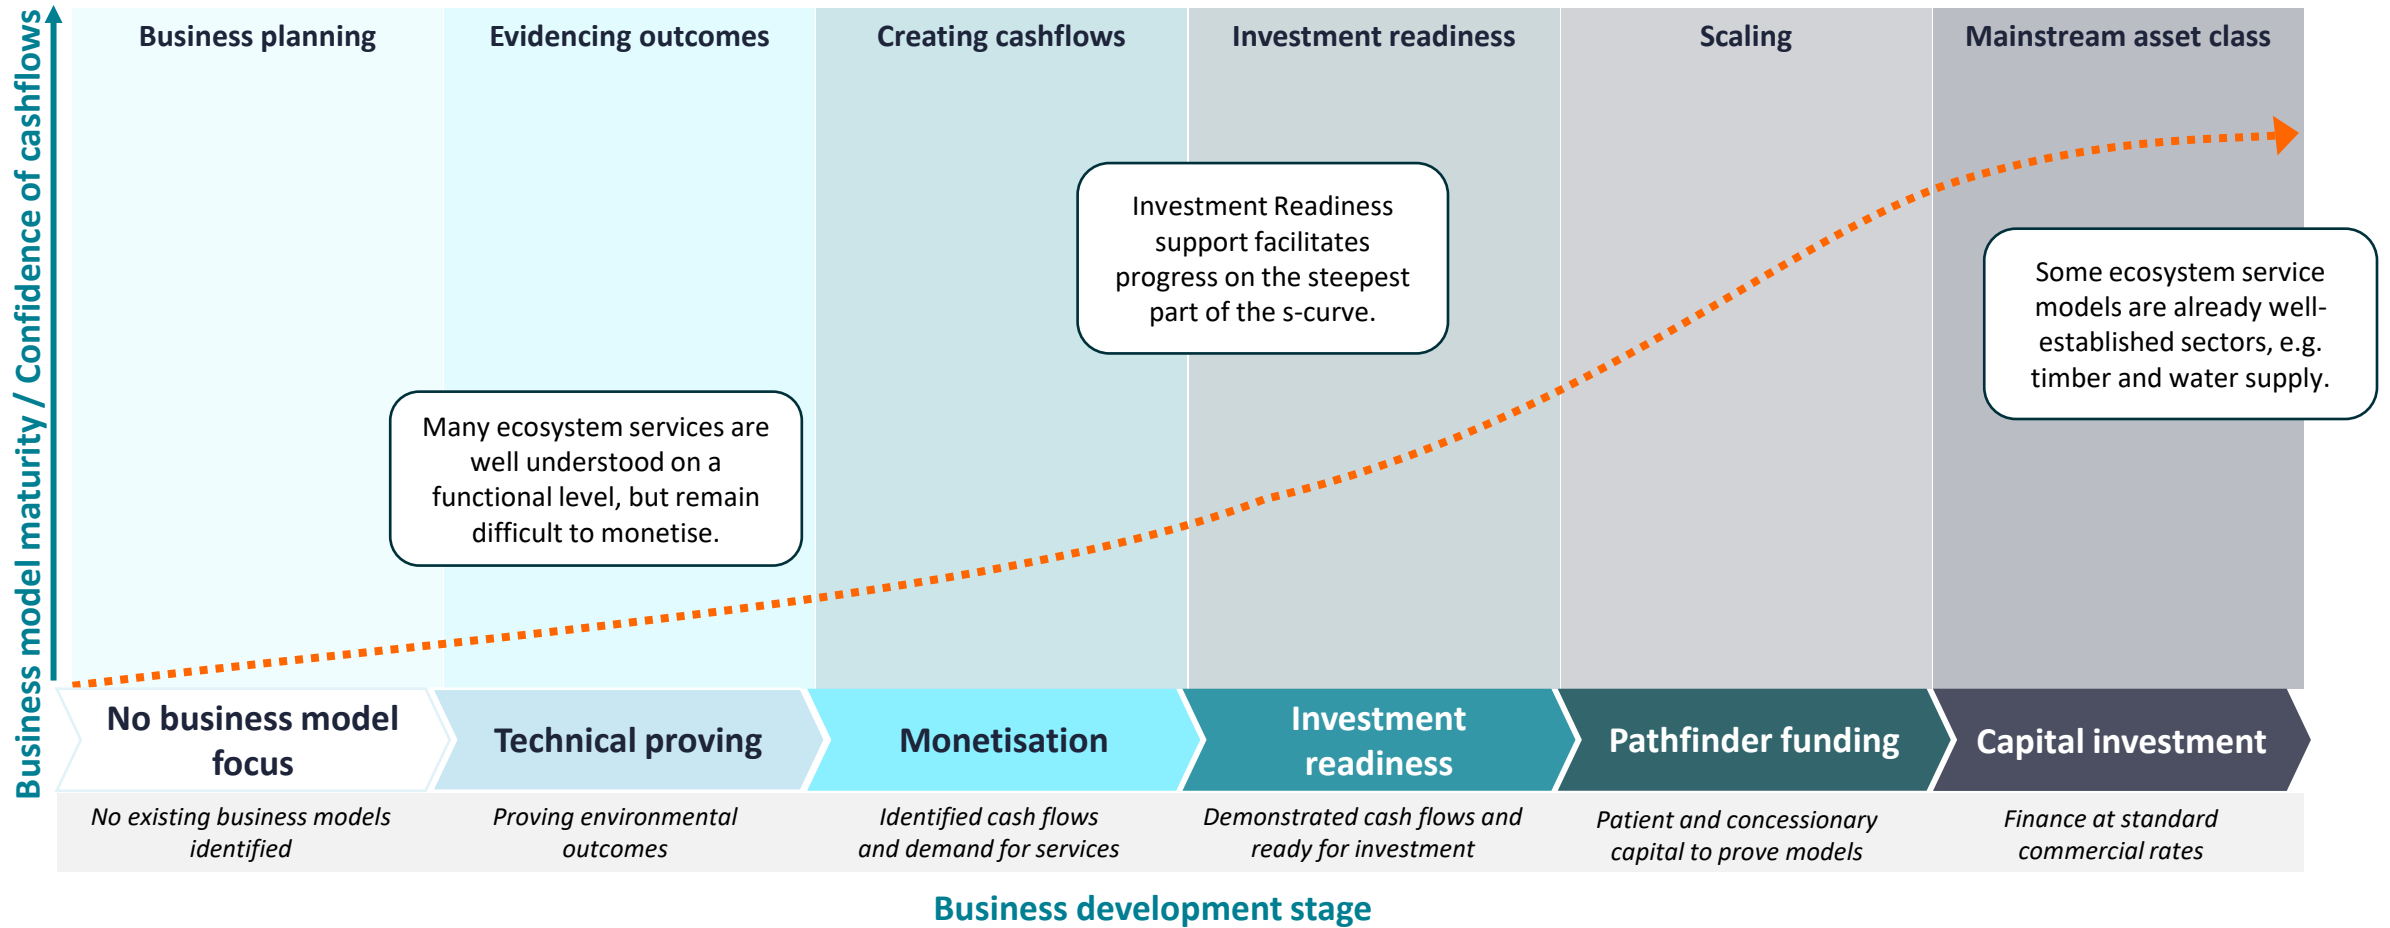 Business model maturity / Confidence of cashflows
Business planning
Evidencing outcomes
Creating cashflows
Investment readiness
Scaling
Mainstream asset class
Many ecosystem services are
well understood on a
functional level, but remain
difficult to monetise.
Investment Readiness
support facilitates
progress on the steepest
part of the s-curve.
Some ecosystem service
models are already well-
established sectors, e.g.
timber and water supply.
No business model
focus
Technical proving
Monetisation
Investment
readiness
Pathfinder funding
Capital investment
No existing business models
identified
Proving environmental
outcomes
Identified cash flows
and demand for services
Demonstrated cash flows and
ready for investment
Patient and concessionary
capital to prove models
Finance at standard
commercial rates
Business development stage